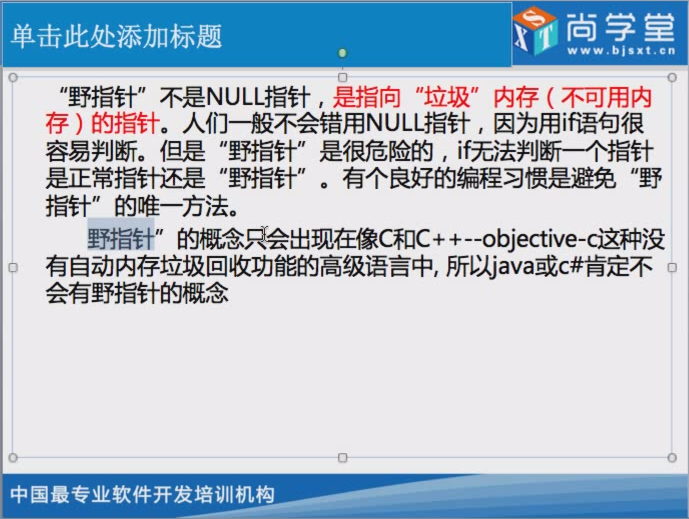 单击此处添加标题
SXT
尚学堂
www.bjsxt.cn
“野指针”不是NULL指针，是指向“垃圾”内存（不可用内
存）的指针。人们一般不会错用NULL指针，因为用if语句很
容易判断。但是“野指针”是很危险的，if无法判断一个指针
是正常指针还是“野指针”。有个良好的编程习惯是避免“野
指针”的唯一方法。
野指针”的概念只会出现在像C和C++--objective-c这种没
有自动内存垃圾回收功能的高级语言中, 所以java或c#肯定不
会有野指针的概念
中国最专业软件开发培训机构